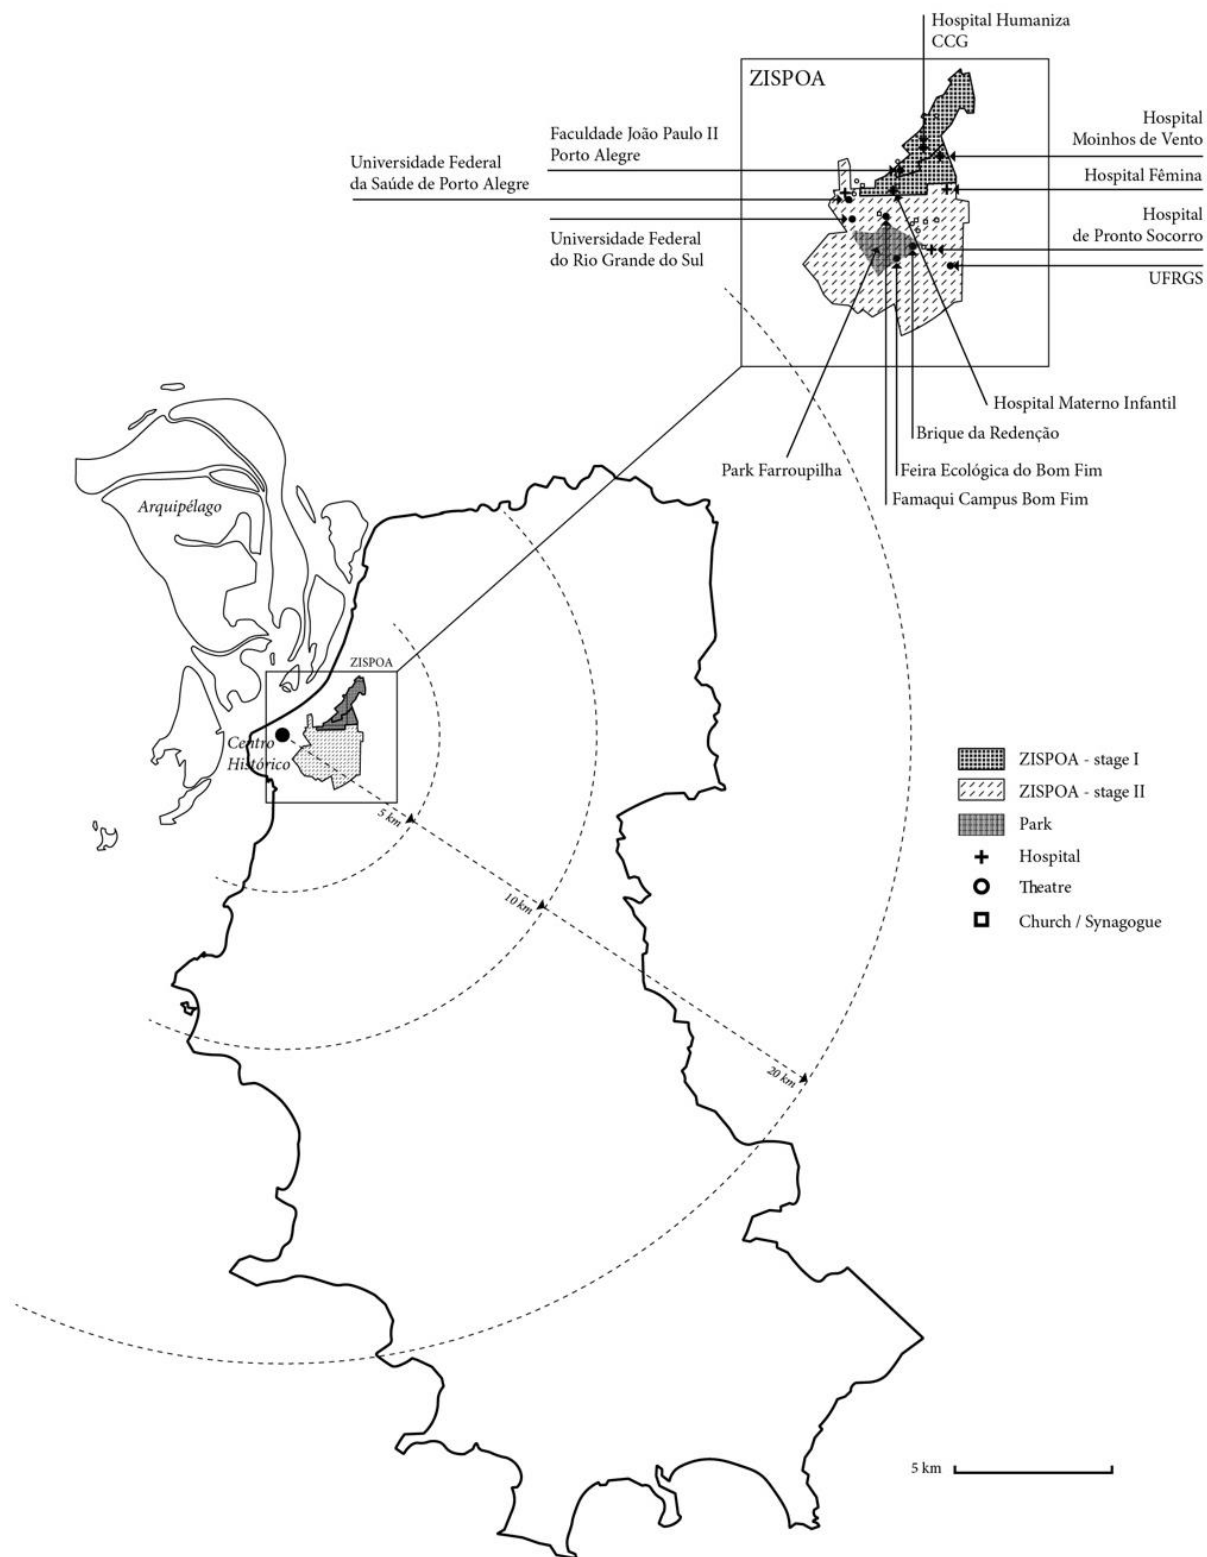 Hospital Humaniza
CCG
ZISPOA
Hospital
Moinhos de Vento
Faculdade João Paulo II
Porto Alegre
Universidade Federal
da Saúde de Porto Alegre
Hospital Fêmina
Hospital
de Pronto Socorro
Universidade Federal
do Rio Grande do Sul
UFRGS
Hospital Materno Infantil
Brique da Redenção
Park Farroupilha
Feira Ecológica do Bom Fim
Famaqui Campus Bom Fim
Arquipélago
ZISPOA
Centro
Histórico
5 km
10 km
20 km
ZISPOA - stage I
ZISPOA - stage II
Park
Hospital
Theatre
Church / Synagogue
5 km